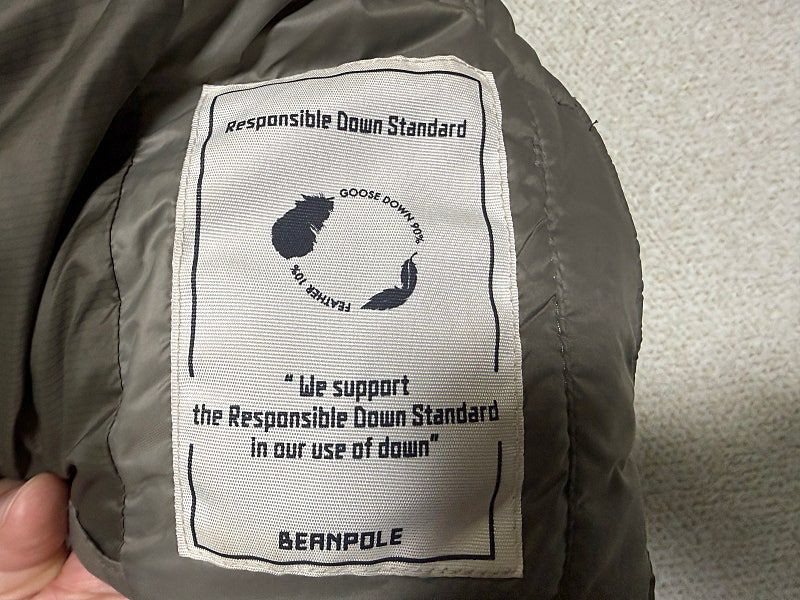 Responsible Down Standard
GOOSE DOWN 90%
FEATHER 10%
“ We support
the Responsible Down Standard
in our use of down”
BEANPOLE